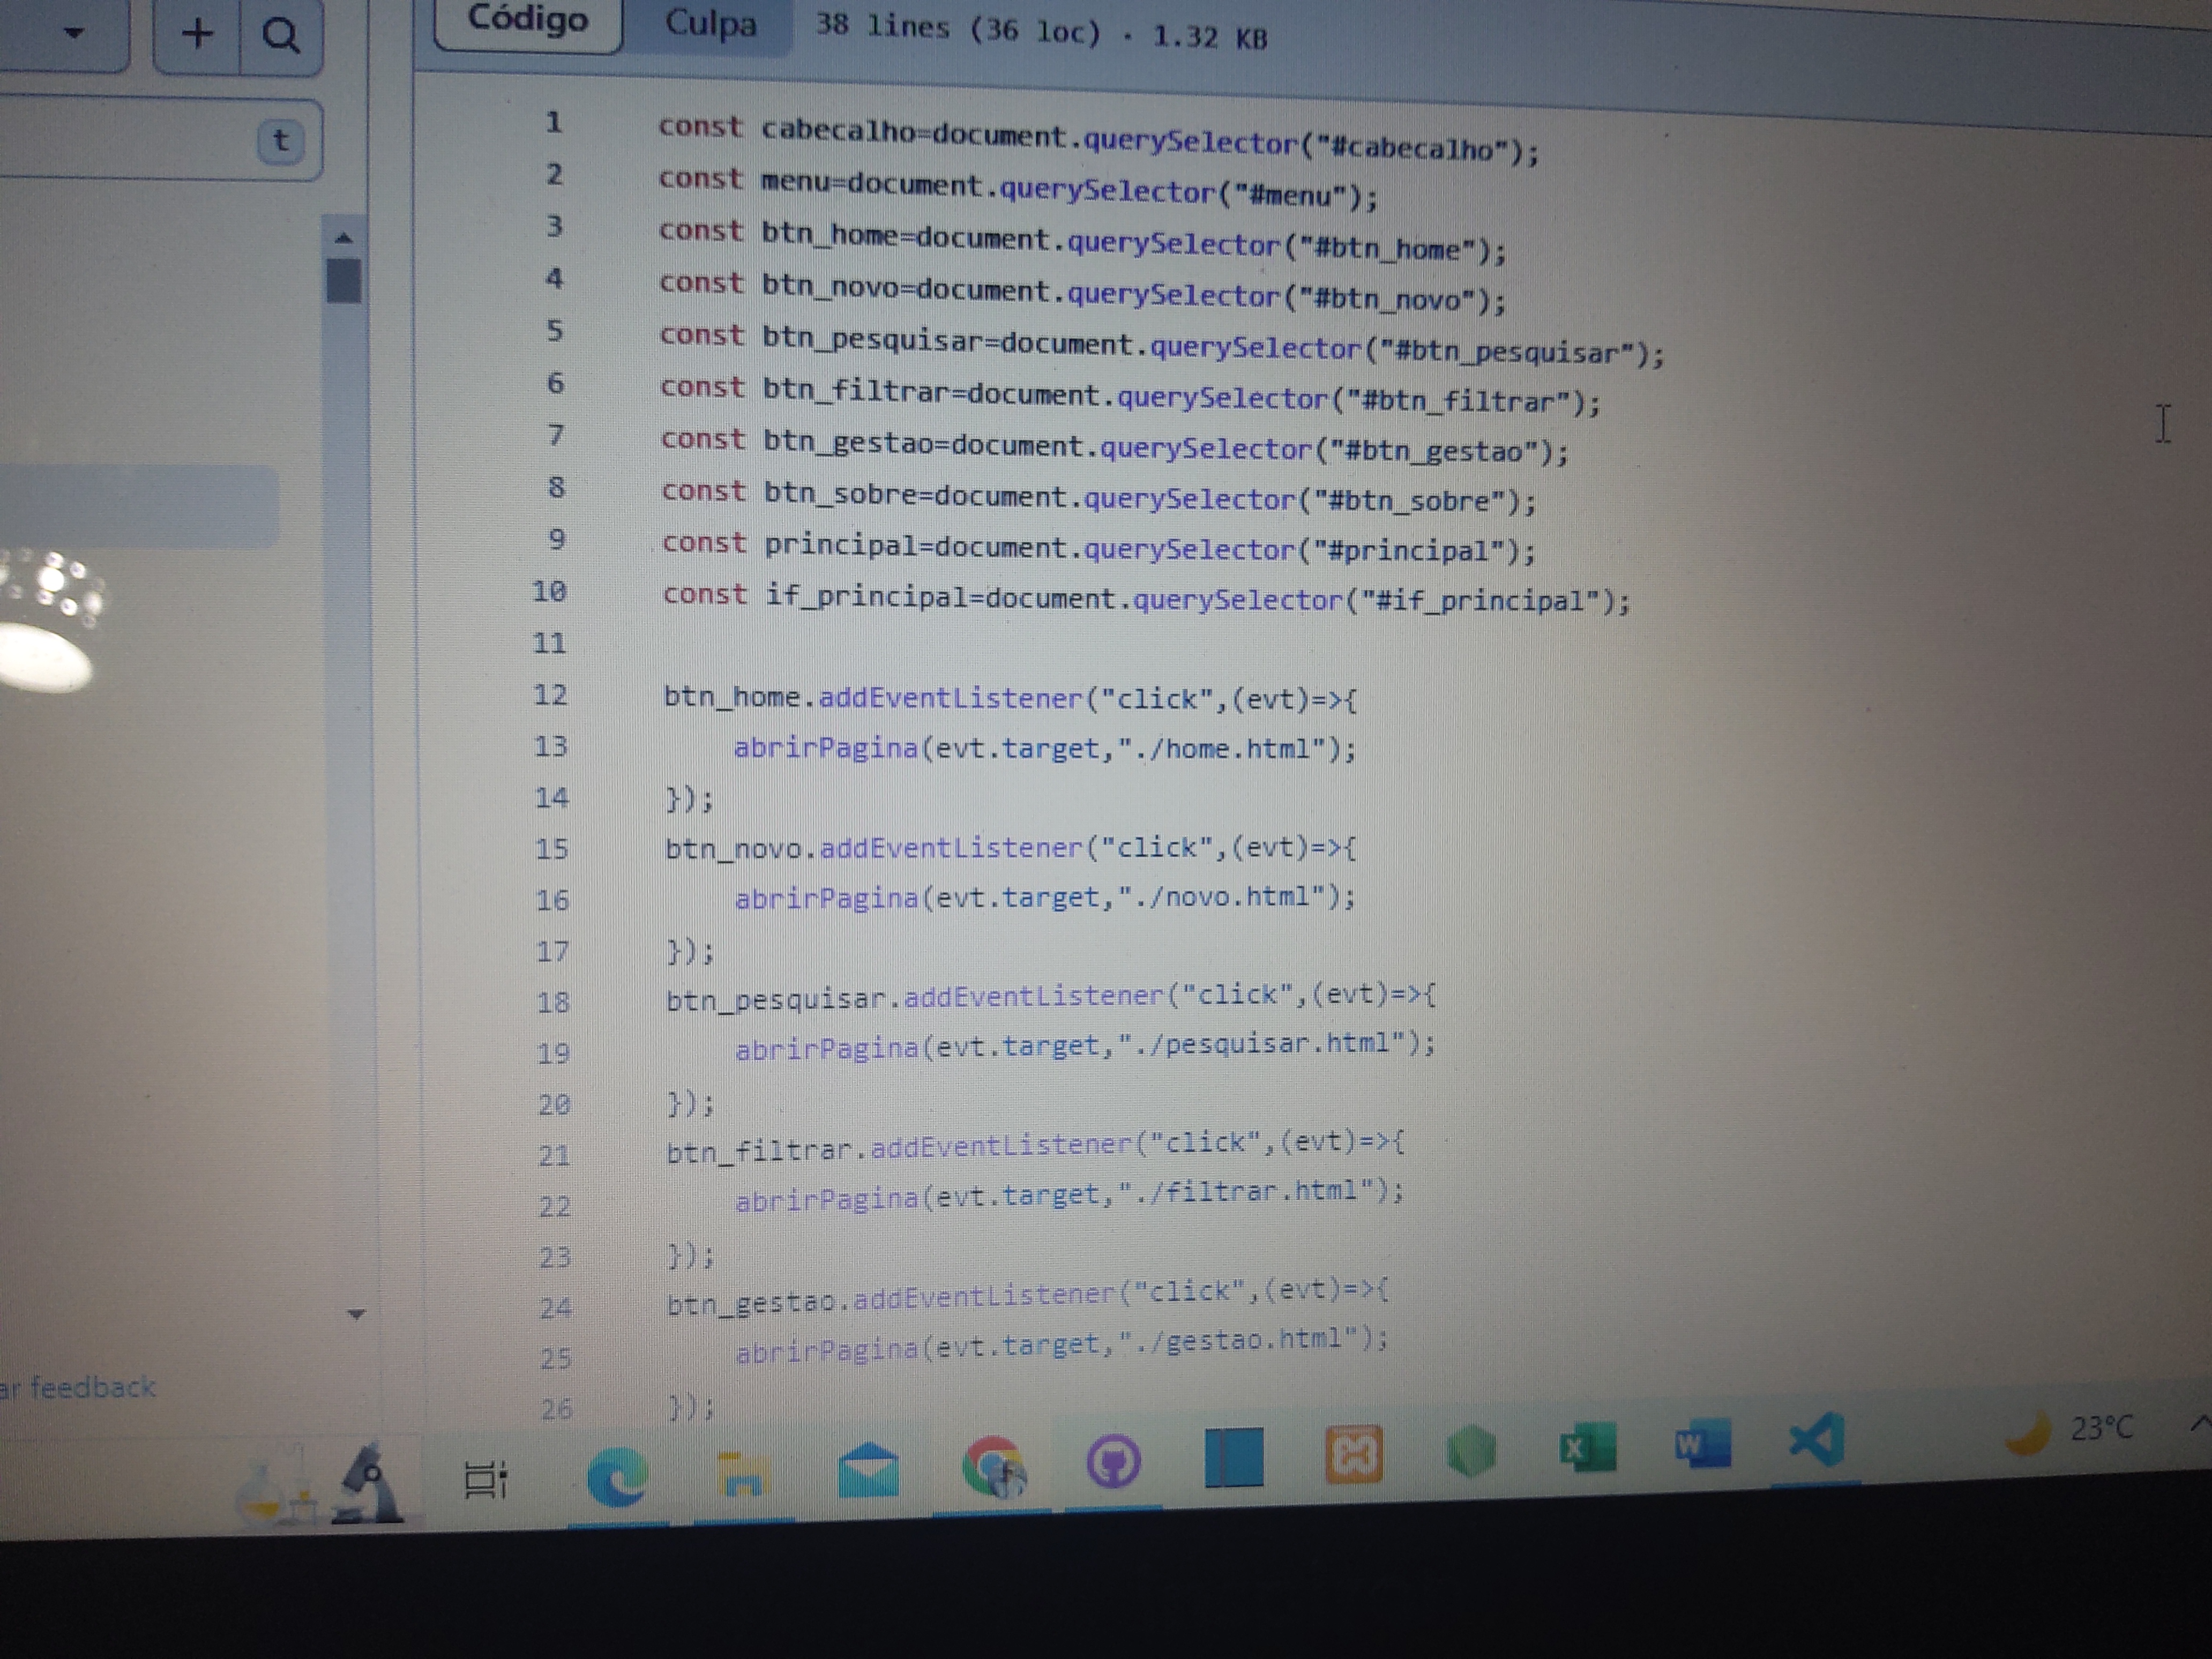 Código Culpa 38 lines (36 loc) · 1.32 KB
t
1 const cabecalho=document.querySelector("#cabecalho");
2 const menu=document.querySelector("#menu");
3 const btn_home=document.querySelector("#btn_home");
4 const btn_novo=document.querySelector("#btn_novo");
5 const btn_pesquisar=document.querySelector("#btn_pesquisar");
6 const btn_filtrar=document.querySelector("#btn_filtrar");
7 const btn_gestao=document.querySelector("#btn_gestao");
8 const btn_sobre=document.querySelector("#btn_sobre");
9 const principal=document.querySelector("#principal");
10 const if_principal=document.querySelector("#if_principal");
11
12 btn_home.addEventListener("click",(evt)=>{
13 abrirPagina(evt.target,"./home.html");
14 });
15 btn_novo.addEventListener("click",(evt)=>{
16 abrirPagina(evt.target,"./novo.html");
17 });
18 btn_pesquisar.addEventListener("click",(evt)=>{
19 abrirPagina(evt.target,"./pesquisar.html");
20 });
21 btn_filtrar.addEventListener("click",(evt)=>{
22 abrirPagina(evt.target,"./filtrar.html");
23 });
24 btn_gestao.addEventListener("click",(evt)=>{
25 abrirPagina(evt.target,"./gestao.html");
26 });
ar feedback
23°C